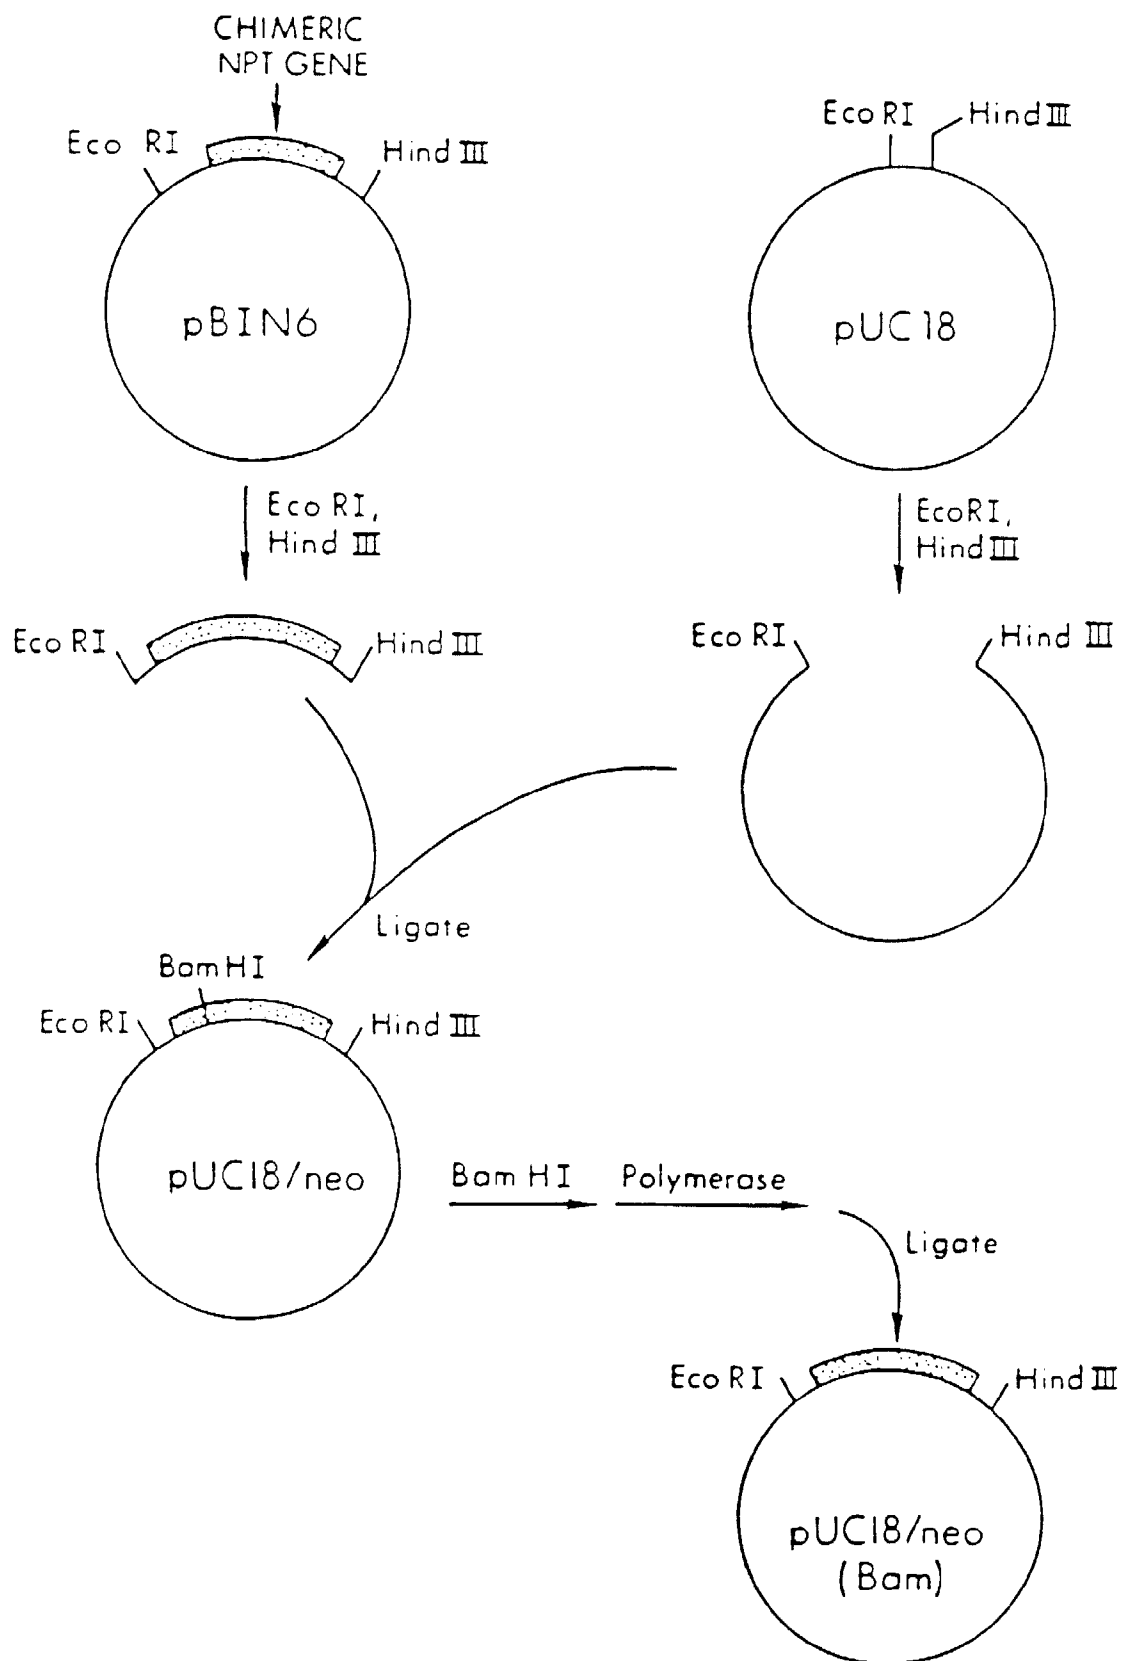 CHIMERIC
NPT GENE
Eco RI
Hind III
pBIN6
Eco RI
Hind III
pUC18
Eco RI,
Hind III
EcoRI,
Hind III
Eco RI
Hind III
Eco RI
Hind III
Ligate
Bam HI
Eco RI
Hind III
pUC18/neo
Bam HI
Polymerase
Ligate
Eco RI
Hind III
pUC18/neo
(Bam)